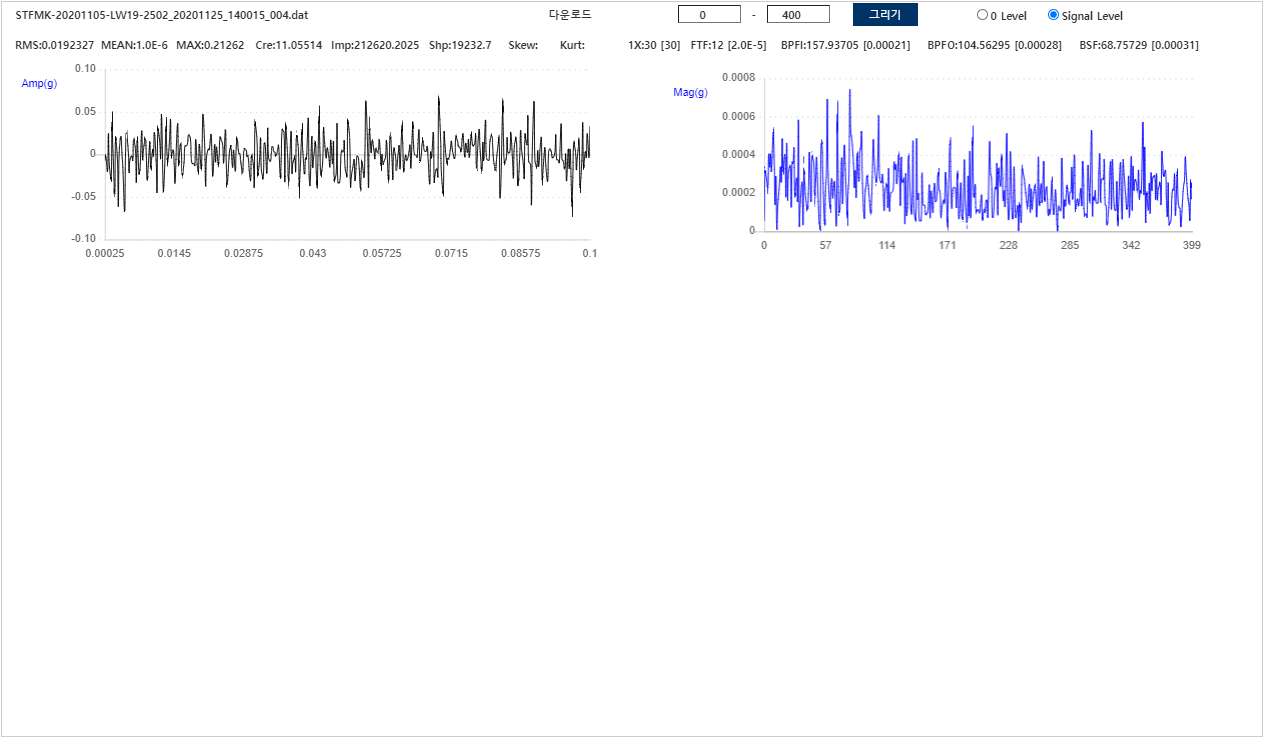 STFMK-20201105-LW19-2502_20201125_140015_004.dat 다운로드 0 - 400 그리기 0 Level Signal Level
RMS:0.0192327 MEAN:1.0E-6 MAX:0.21262 Cre:11.05514 Imp:212620.2025 Shp:19232.7 Skew: Kurt: 1X:30 [30] FTF:12 [2.0E-5] BPFI:157.93705 [0.00021] BPFO:104.56295 [0.00028] BSF:68.75729 [0.00031]
Amp(g)
0.10
0.05
0
-0.05
-0.10
0.00025 0.0145 0.02875 0.043 0.05725 0.0715 0.08575 0.1
Mag(g)
0.0008
0.0006
0.0004
0.0002
0
0 57 114 171 228 285 342 399